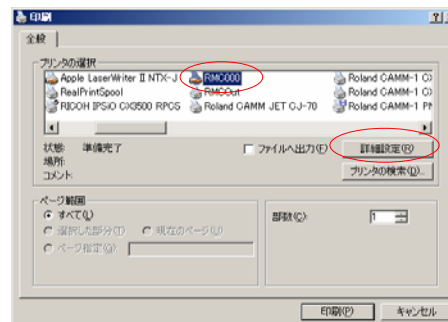 印刷
全般
プリンタの選択
Apple LaserWriter II NTX-J
RMC000
Roland CAMM-1 C
RealPrintSpool
RMCOut
Roland CAMM-1 C
RICOH IPSiO CX3500 RPCS
Roland CAMM JET CJ-70
Roland CAMM-1 PN
状態: 準備完了
ファイルへ出力(F)
詳細設定(R)
場所:
コメント:
プリンタの検索(D)...
ページ範囲
すべて(L)
部数(C): 1
選択した部分(T)
現在のページ(U)
ページ指定(G):
印刷(P)
キャンセル